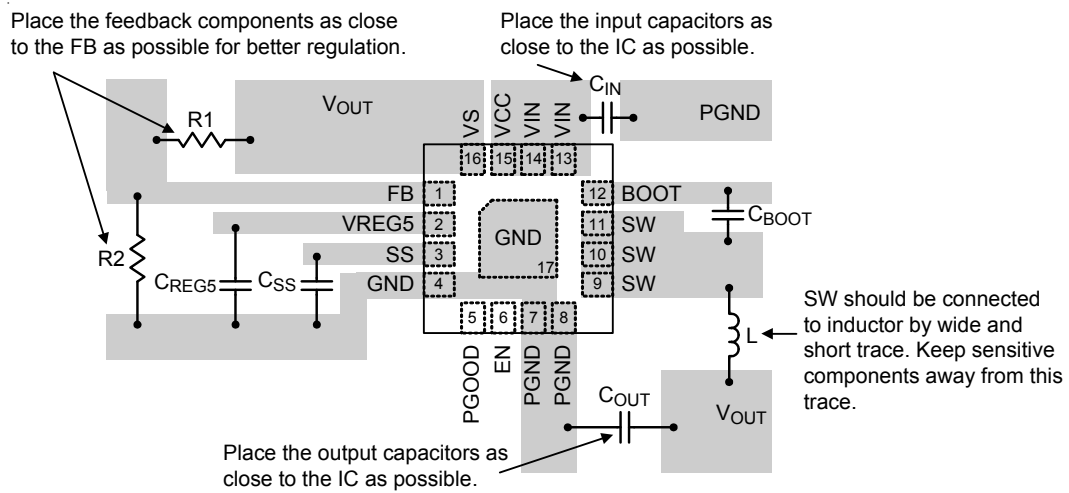 Place the feedback components as close
to the FB as possible for better regulation.
Place the input capacitors as
close to the IC as possible.
CIN
VOUT
PGND
R1
VS
VCC
VIN
VIN
16
15
14
13
FB
1
12
BOOT
VREG5
2
11
SW
CBOOT
SS
3
GND
10
SW
R2
CREG5
CSS
17
GND
4
9
SW
5
6
7
8
PGOOD
EN
PGND
PGND
L
SW should be connected
to inductor by wide and
short trace. Keep sensitive
components away from this
trace.
COUT
VOUT
Place the output capacitors as
close to the IC as possible.